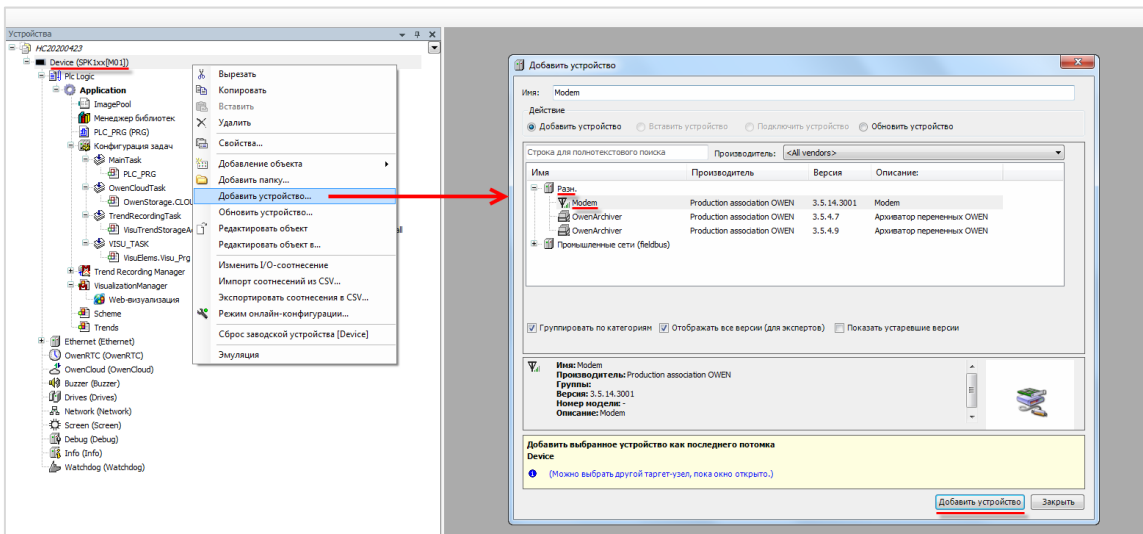 Устройства
HC20200423
Device (SPK1xx[M01])
Plc Logic
Application
ImagePool
Менеджер библиотек
PLC_PRG (PRG)
Конфигурация задач
MainTask
PLC_PRG
OwenCloudTask
OwenStorage.CLOU
TrendRecordingTask
VisuTrendStorageA
al
VISU_TASK
VisuElems.Visu_Prg
Trend Recording Manager
VisualizationManager
Web-визуализация
Scheme
Trends
Ethernet (Ethernet)
OwenRTC (OwenRTC)
OwenCloud (OwenCloud)
Buzzer (Buzzer)
Drives (Drives)
Network (Network)
Screen (Screen)
Debug (Debug)
Info (Info)
Watchdog (Watchdog)
Вырезать
Копировать
Вставить
Удалить
Свойства...
Добавление объекта
Добавить папку...
Добавить устройство...
Обновить устройство...
Редактировать объект
Редактировать объект в...
Изменить I/O-соотнесение
Импорт соотнесений из CSV...
Экспортировать соотнесения в CSV...
Режим онлайн-конфигурации...
Сброс заводской устройства [Device]
Эмуляция
Добавить устройство
Имя: Modem
Действие
Добавить устройство Вставить устройство Подключить устройство Обновить устройство
Строка для полнотекстового поиска Производитель: <All vendors>
Имя Производитель Версия Описание:
Разн.
Modem Production association OWEN 3.5.14.3001 Modem
OwenArchiver Production association OWEN 3.5.4.7 Архиватор переменных OWEN
OwenArchiver Production association OWEN 3.5.4.9 Архиватор переменных OWEN
Промышленные сети (fieldbus)
Группировать по категориям Отображать все версии (для экспертов) Показать устаревшие версии
Имя: Modem
Производитель: Production association OWEN
Группы:
Версия: 3.5.14.3001
Номер модели: -
Описание: Modem
Добавить выбранное устройство как последнего потомка
Device
(Можно выбрать другой таргет-узел, пока окно открыто.)
Добавить устройство Закрыть